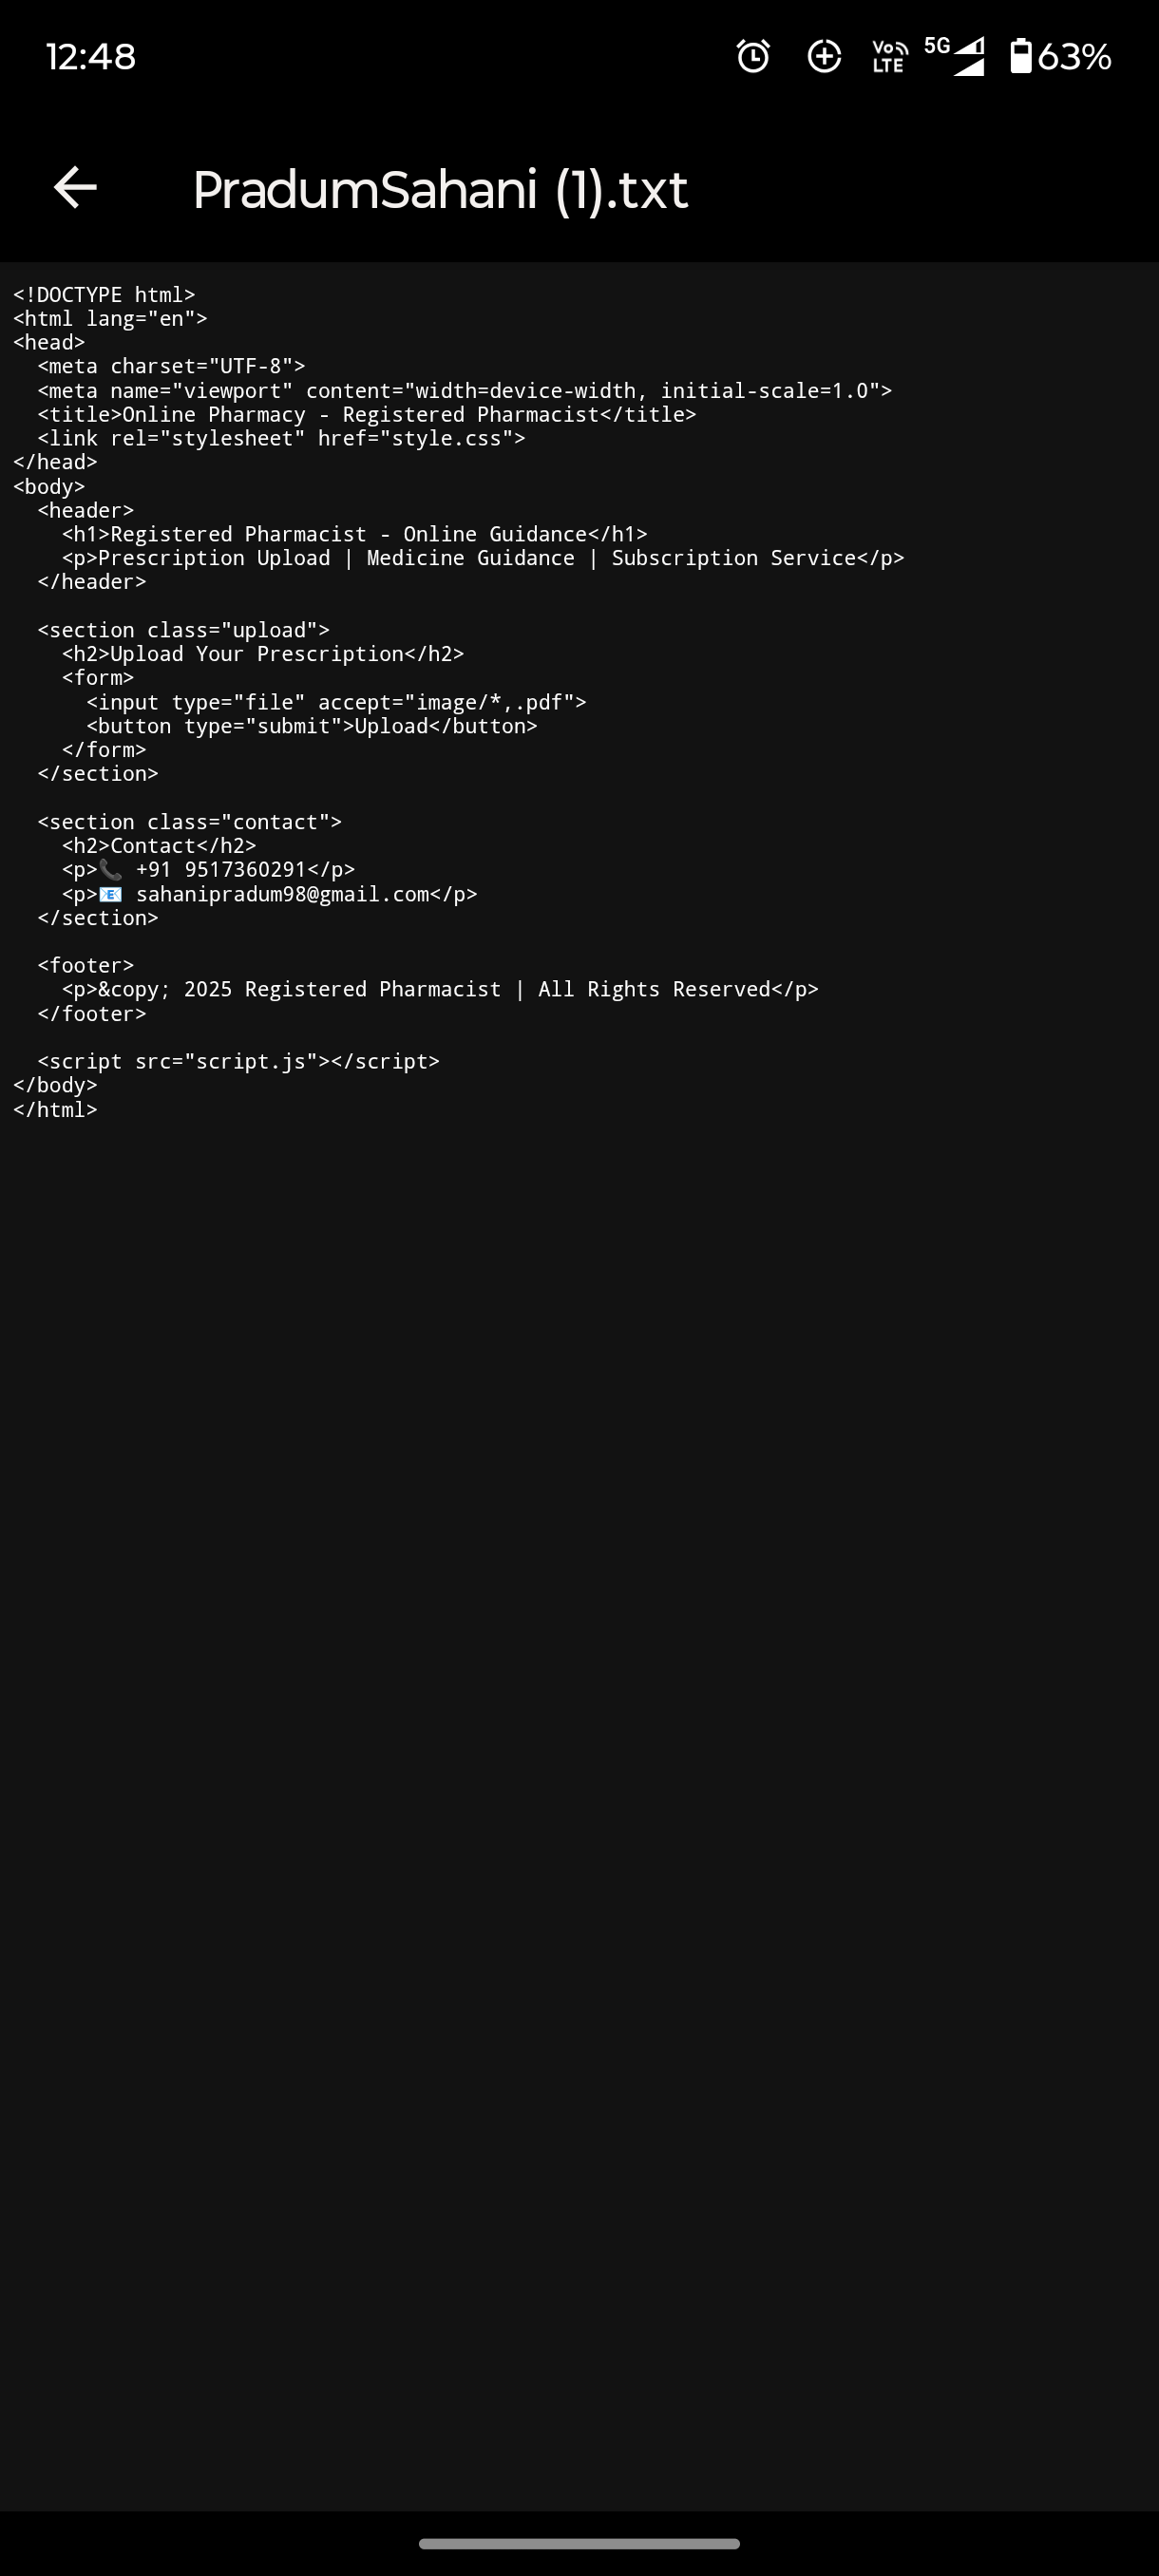 12:48
Vo LTE 5G 63%
PradumSahani (1).txt
<!DOCTYPE html>
<html lang="en">
<head>
  <meta charset="UTF-8">
  <meta name="viewport" content="width=device-width, initial-scale=1.0">
  <title>Online Pharmacy - Registered Pharmacist</title>
  <link rel="stylesheet" href="style.css">
</head>
<body>
  <header>
    <h1>Registered Pharmacist - Online Guidance</h1>
    <p>Prescription Upload | Medicine Guidance | Subscription Service</p>
  </header>

  <section class="upload">
    <h2>Upload Your Prescription</h2>
    <form>
      <input type="file" accept="image/*,.pdf">
      <button type="submit">Upload</button>
    </form>
  </section>

  <section class="contact">
    <h2>Contact</h2>
    <p>📞 +91 9517360291</p>
    <p>📧 sahanipradum98@gmail.com</p>
  </section>

  <footer>
    <p>&copy; 2025 Registered Pharmacist | All Rights Reserved</p>
  </footer>

  <script src="script.js"></script>
</body>
</html>